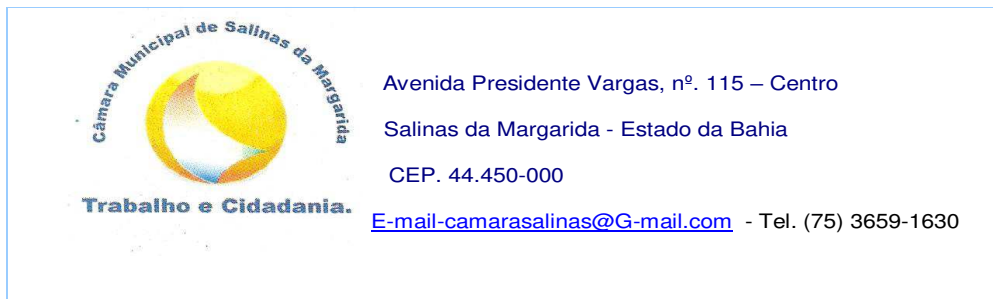 Câmara Municipal de Salinas da Margarida
Trabalho e Cidadania.
Avenida Presidente Vargas, nº. 115 – Centro
Salinas da Margarida - Estado da Bahia
CEP. 44.450-000
E-mail-camarasalinas@G-mail.com - Tel. (75) 3659-1630